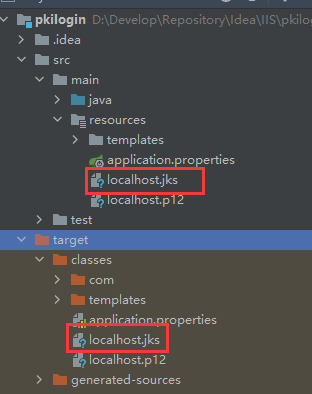 pkilogin D:\Develop\Repository\Idea\IIS\pkilog
.idea
src
main
java
resources
templates
application.properties
localhost.jks
localhost.p12
test
target
classes
com
templates
application.properties
localhost.jks
localhost.p12
generated-sources